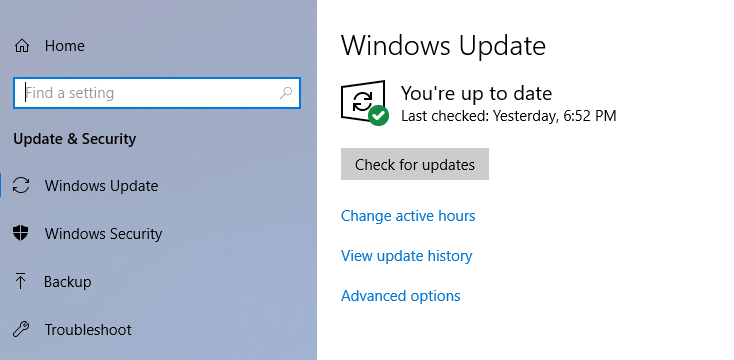 Home
Find a setting
Update & Security
Windows Update
Windows Security
Backup
Troubleshoot
Windows Update
You're up to date
Last checked: Yesterday, 6:52 PM
Check for updates
Change active hours
View update history
Advanced options